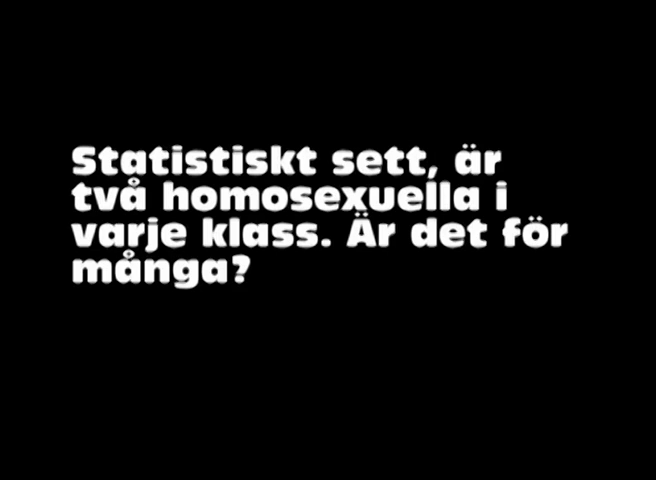 Statistiskt sett, är
två homosexuella i
varje klass. Är det för
många?